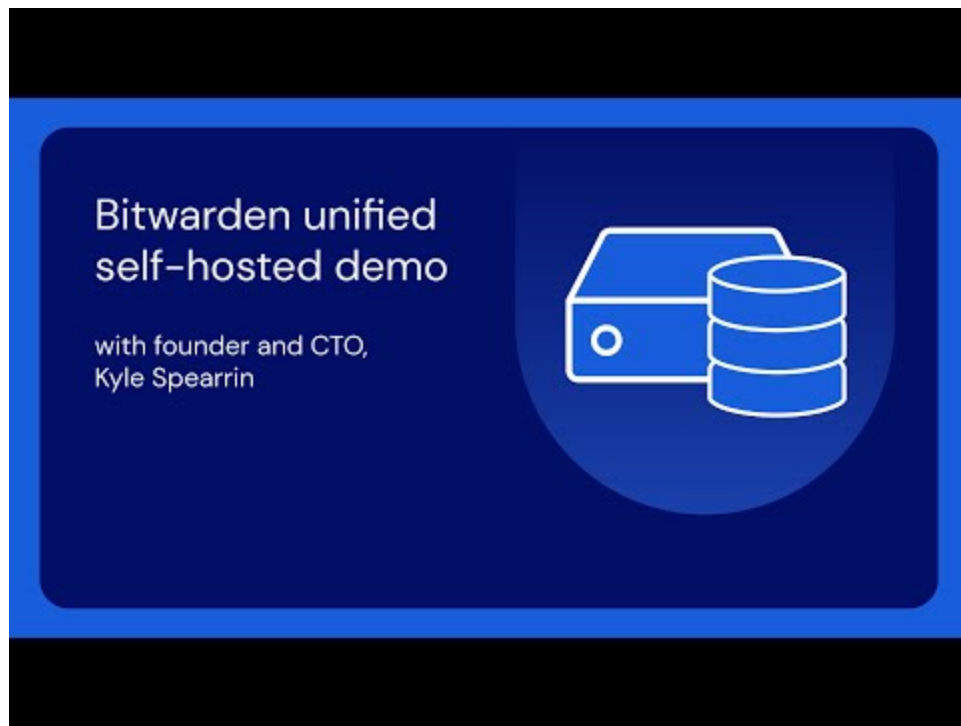 Bitwarden unified
self-hosted demo
with founder and CTO,
Kyle Spearrin